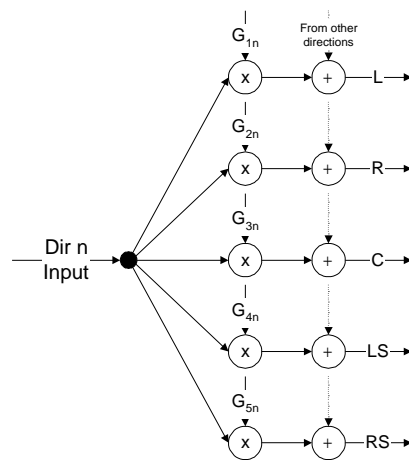 G1n
From other
directions
x
+
L
G2n
x
+
R
G3n
Dir n
Input
x
+
C
G4n
x
+
LS
G5n
x
+
RS